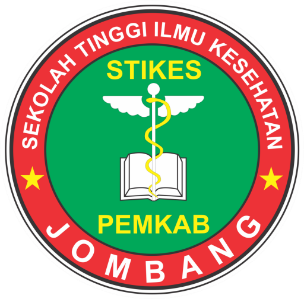 SEKOLAH TINGGI ILMU KESEHATAN
STIKES
PEMKAB
JOMBANG